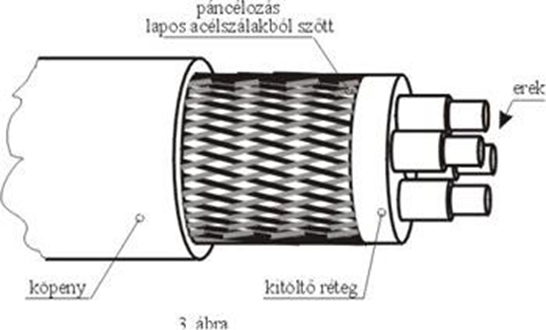 páncélozás
lapos acélszálakból szőtt
erek
köpeny
kitöltő réteg
3. ábra